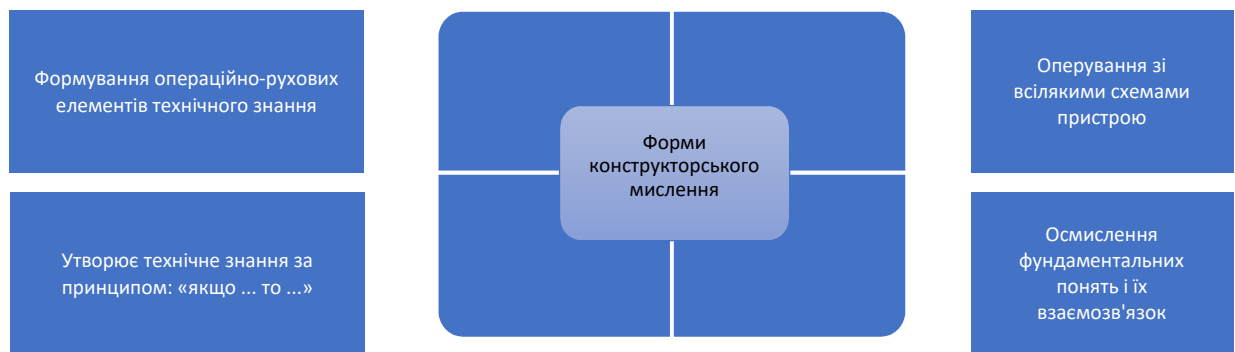 Формування операційно-рухових
елементів технічного знання
Утворює технічне знання за
принципом: «якщо ... то ...»
Форми
конструкторського
мислення
Оперування зі
всілякими схемами
пристрою
Осмислення
фундаментальних
понять і їх
взаємозв'язок